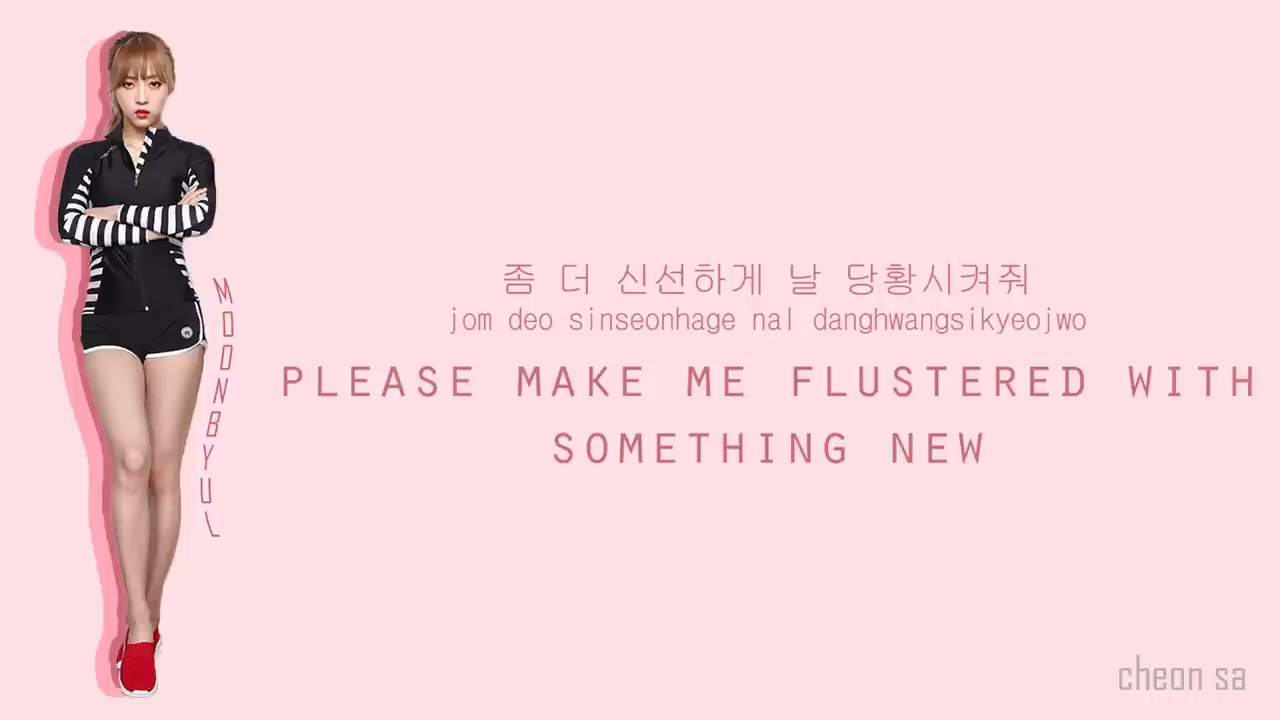 MOONBYUL
좀 더 신선하게 날 당황시켜줘
jom deo sinseonhage nal danghwangsikyeojwo
PLEASE MAKE ME FLUSTERED WITH
SOMETHING NEW
cheon sa